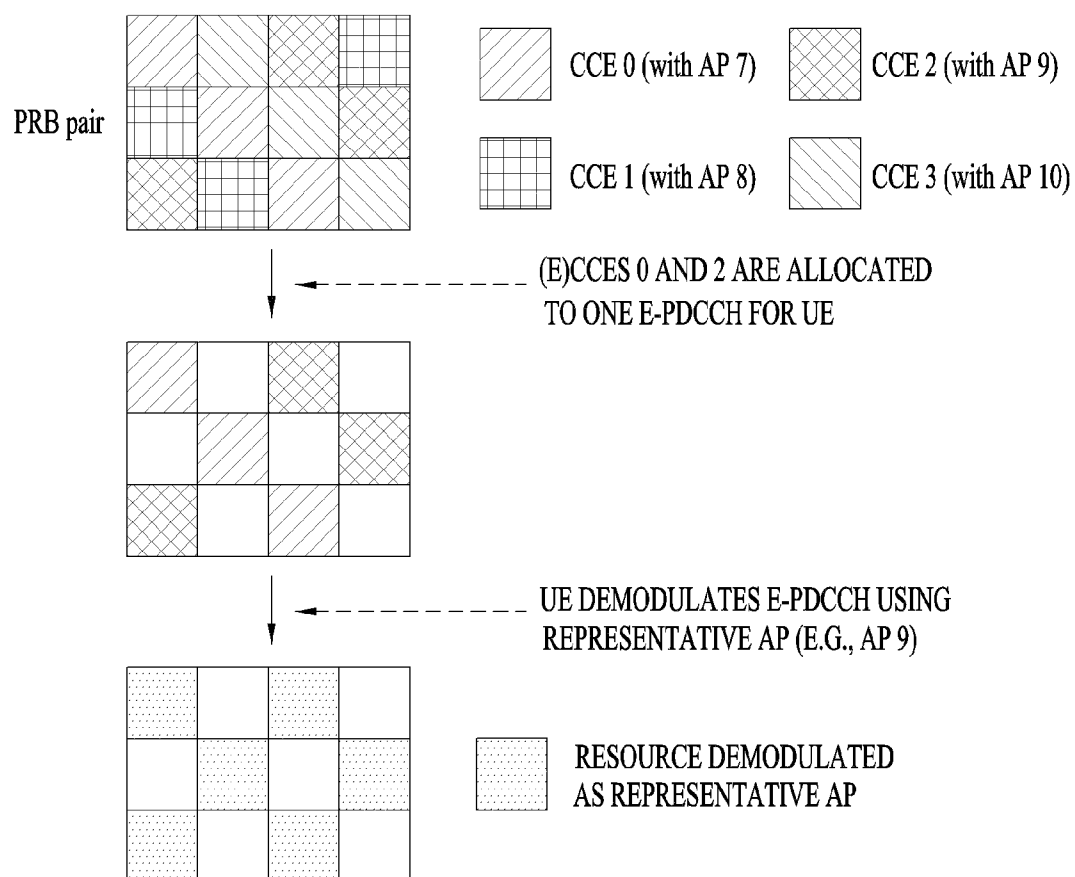 PRB pair
CCE 0 (with AP 7)
CCE 2 (with AP 9)
CCE 1 (with AP 8)
CCE 3 (with AP 10)
(E)CCES 0 AND 2 ARE ALLOCATED
TO ONE E-PDCCH FOR UE
UE DEMODULATES E-PDCCH USING
REPRESENTATIVE AP (E.G., AP 9)
RESOURCE DEMODULATED
AS REPRESENTATIVE AP